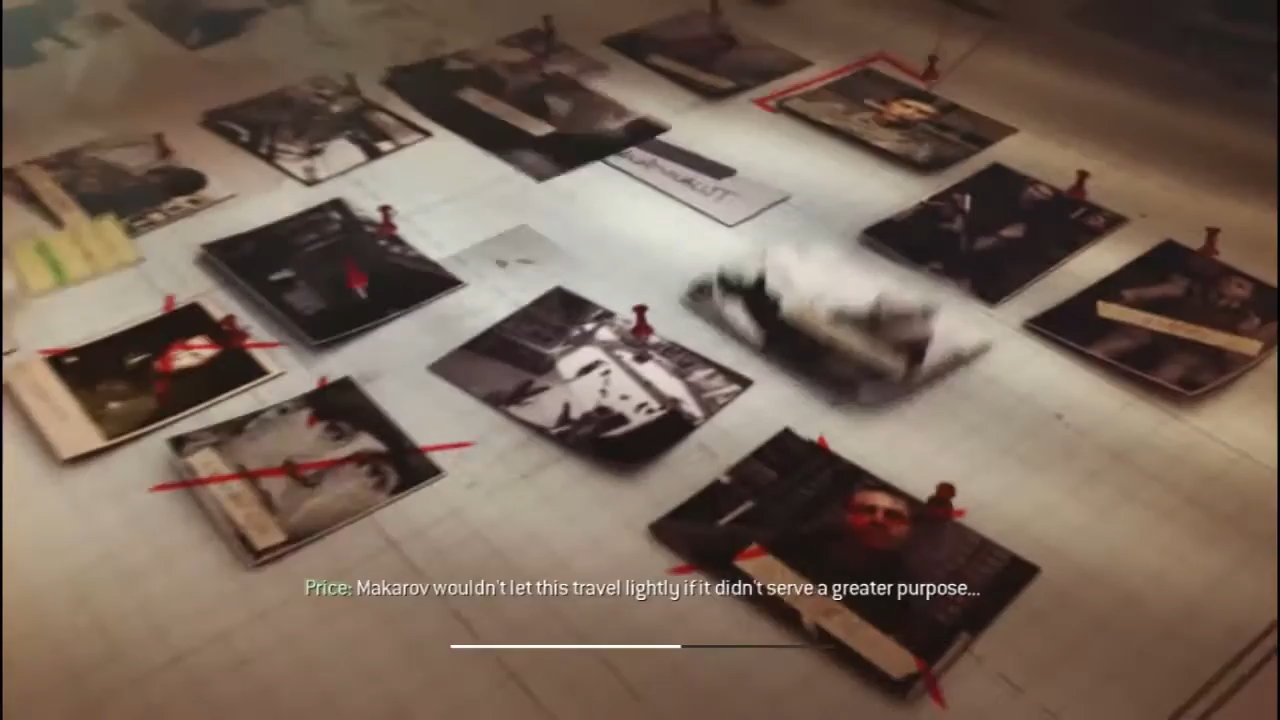 Price: Makarov wouldn't let this travel lightly if it didn't serve a greater purpose...